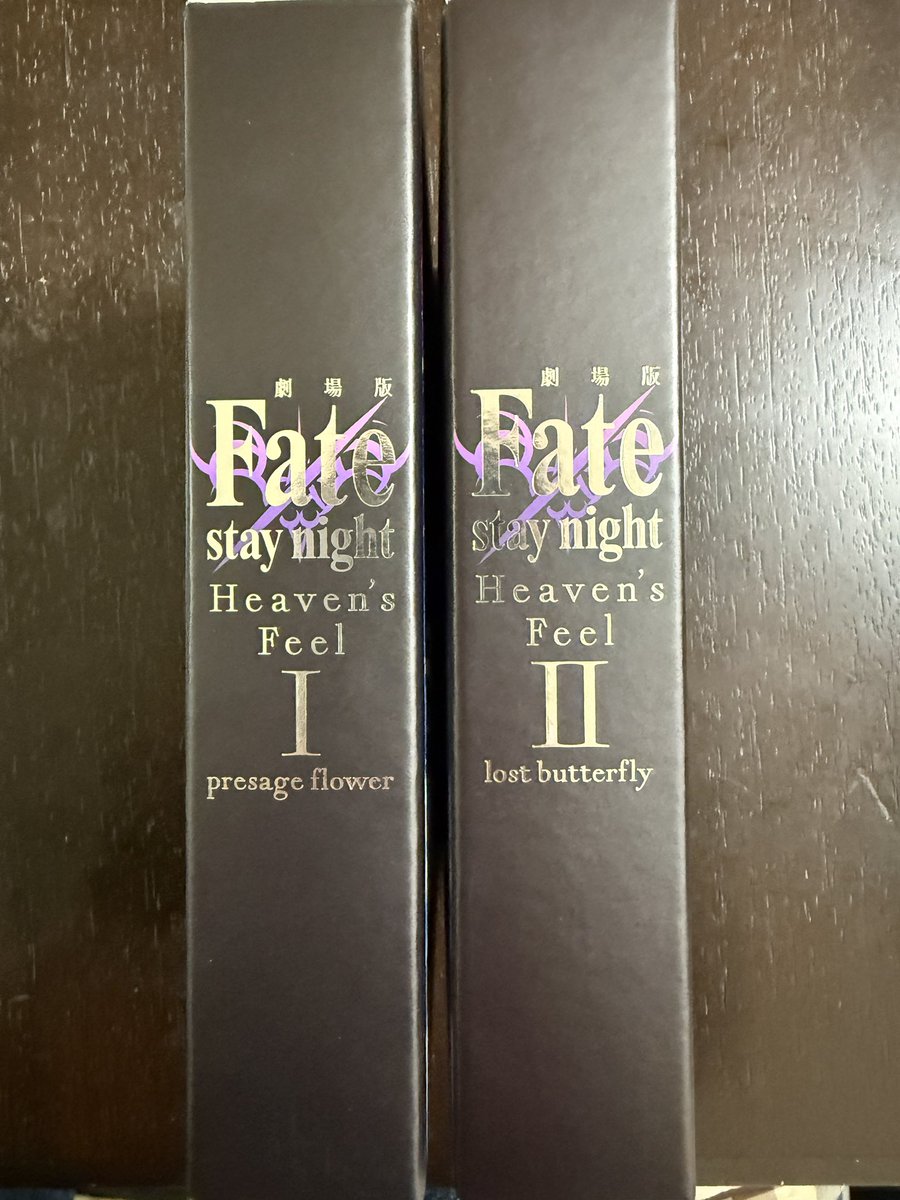 劇場版
Fate
stay night
Heaven's
Feel
I
presage flower
劇場版
Fate
stay night
Heaven's
Feel
II
lost butterfly